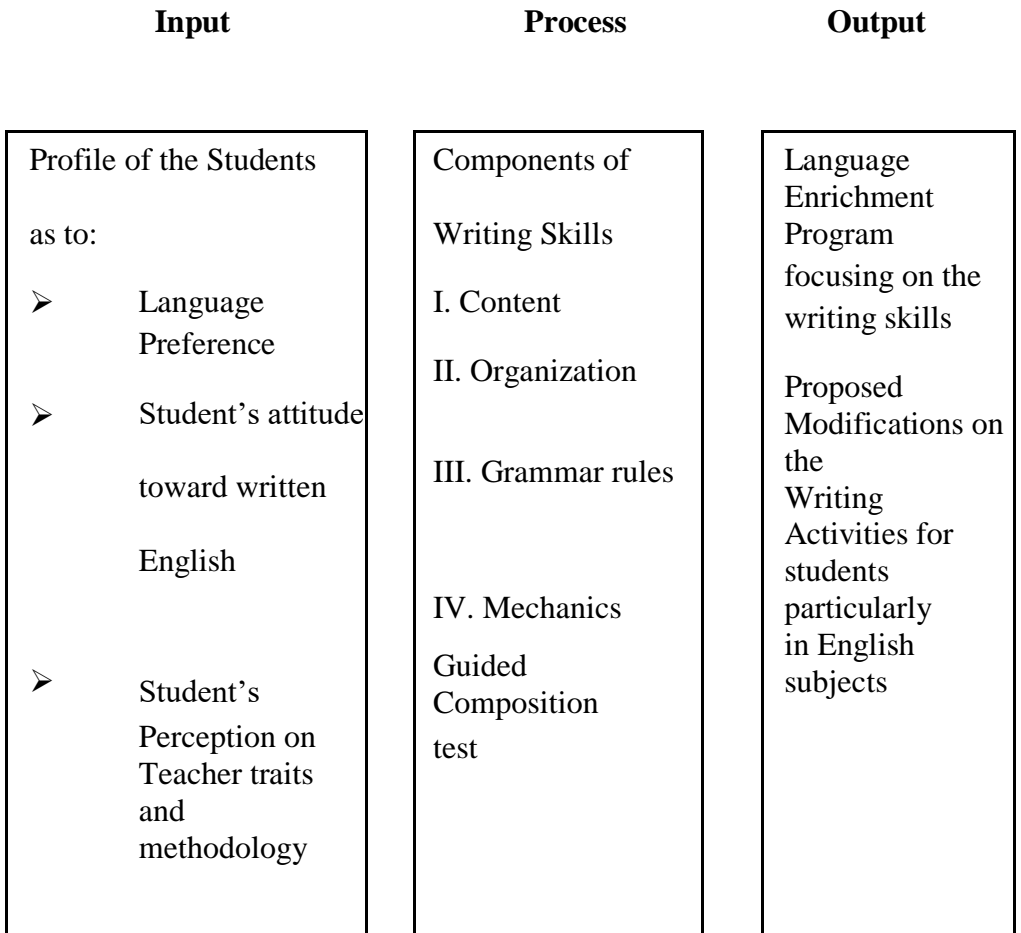 Input Process Output
Profile of the Students
as to:
➢ Language
Preference
➢ Student’s attitude
toward written
English
➢ Student’s
Perception on
Teacher traits
and
methodology
Components of
Writing Skills
I. Content
II. Organization
III. Grammar rules
IV. Mechanics
Guided
Composition
test
Language
Enrichment
Program
focusing on the
writing skills
Proposed
Modifications on
the
Writing
Activities for
students
particularly
in English
subjects